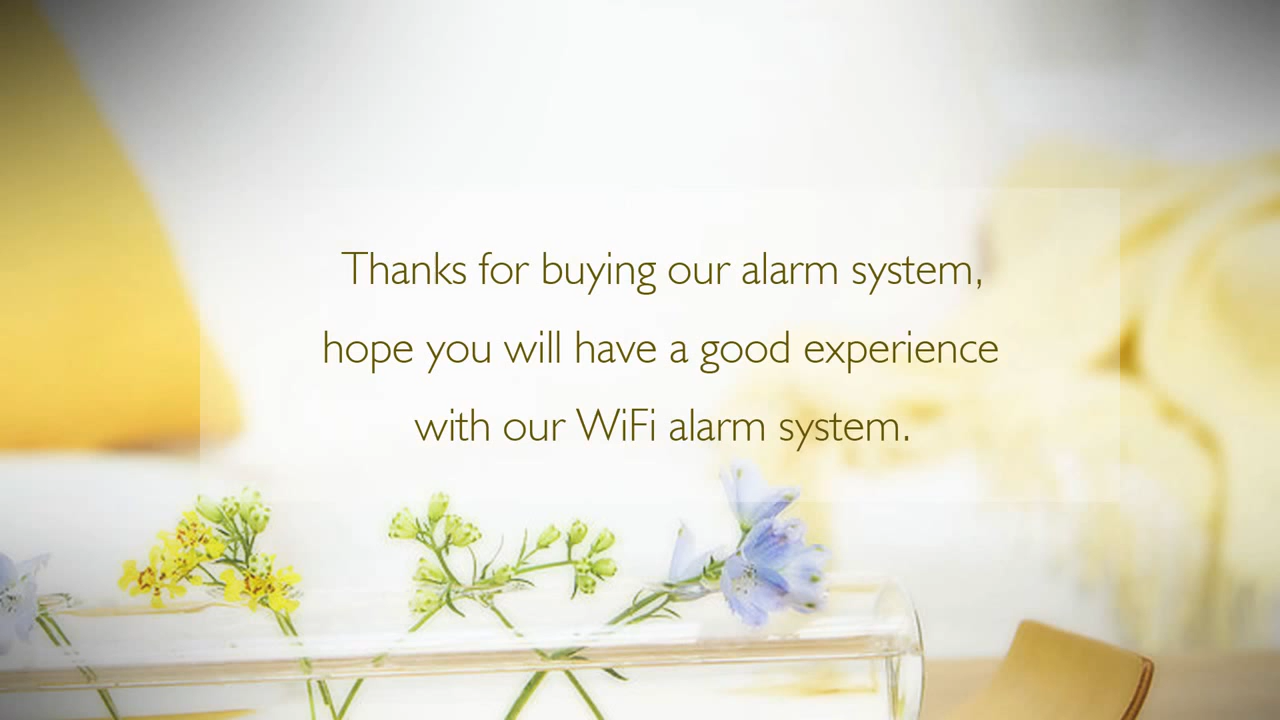 Thanks for buying our alarm system,
hope you will have a good experience
with our WiFi alarm system.